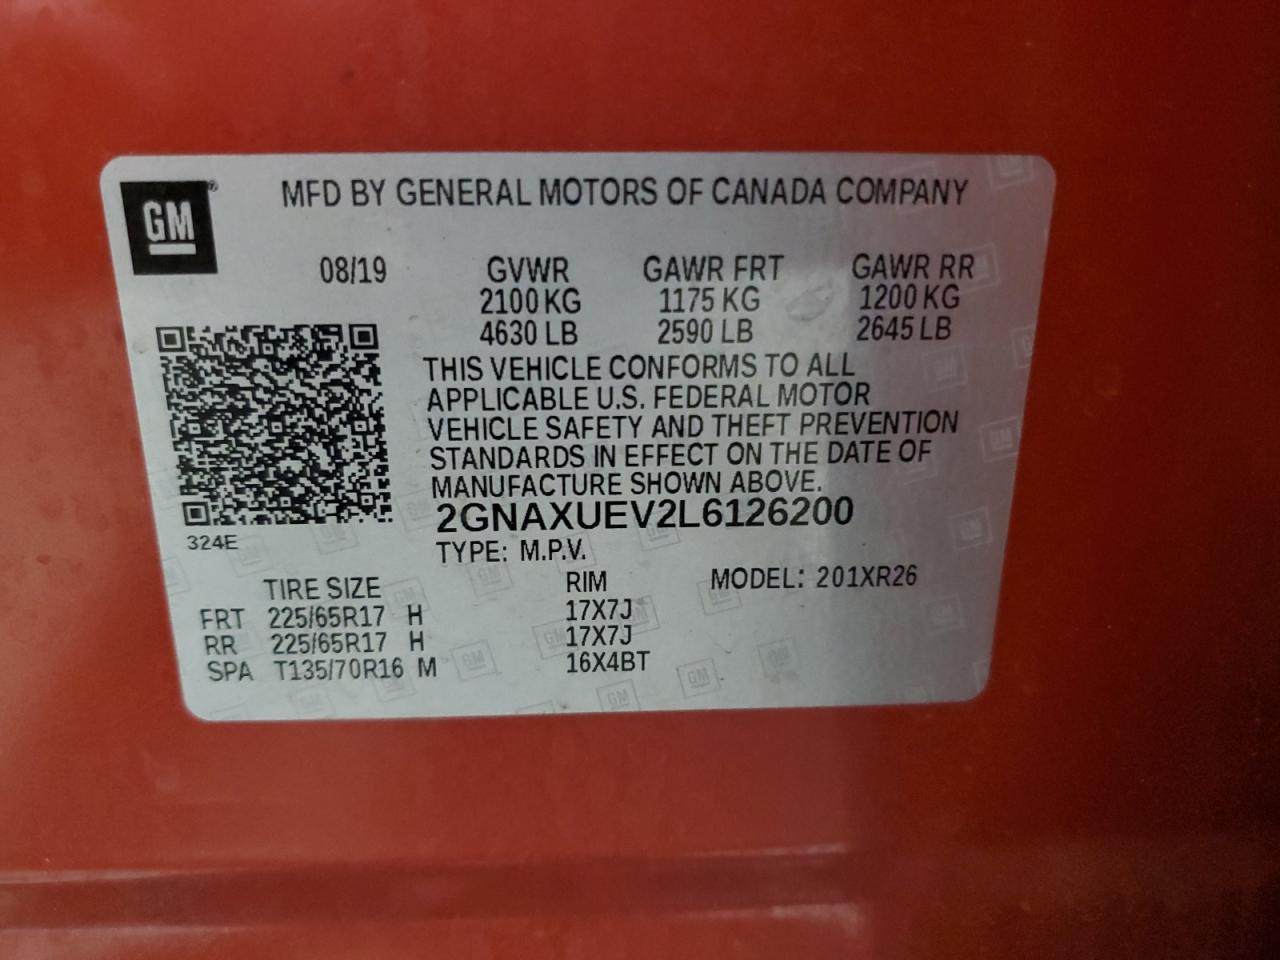 GM
MFD BY GENERAL MOTORS OF CANADA COMPANY
08/19 GVWR GAWR FRT GAWR RR
2100 KG 1175 KG 1200 KG
4630 LB 2590 LB 2645 LB
THIS VEHICLE CONFORMS TO ALL
APPLICABLE U.S. FEDERAL MOTOR
VEHICLE SAFETY AND THEFT PREVENTION
STANDARDS IN EFFECT ON THE DATE OF
MANUFACTURE SHOWN ABOVE.
2GNAXUEV2L6126200
324E
TYPE: M.P.V.
TIRE SIZE RIM MODEL: 201XR26
FRT 225/65R17 H 17X7J
RR 225/65R17 H 17X7J
SPA T135/70R16 M 16X4BT